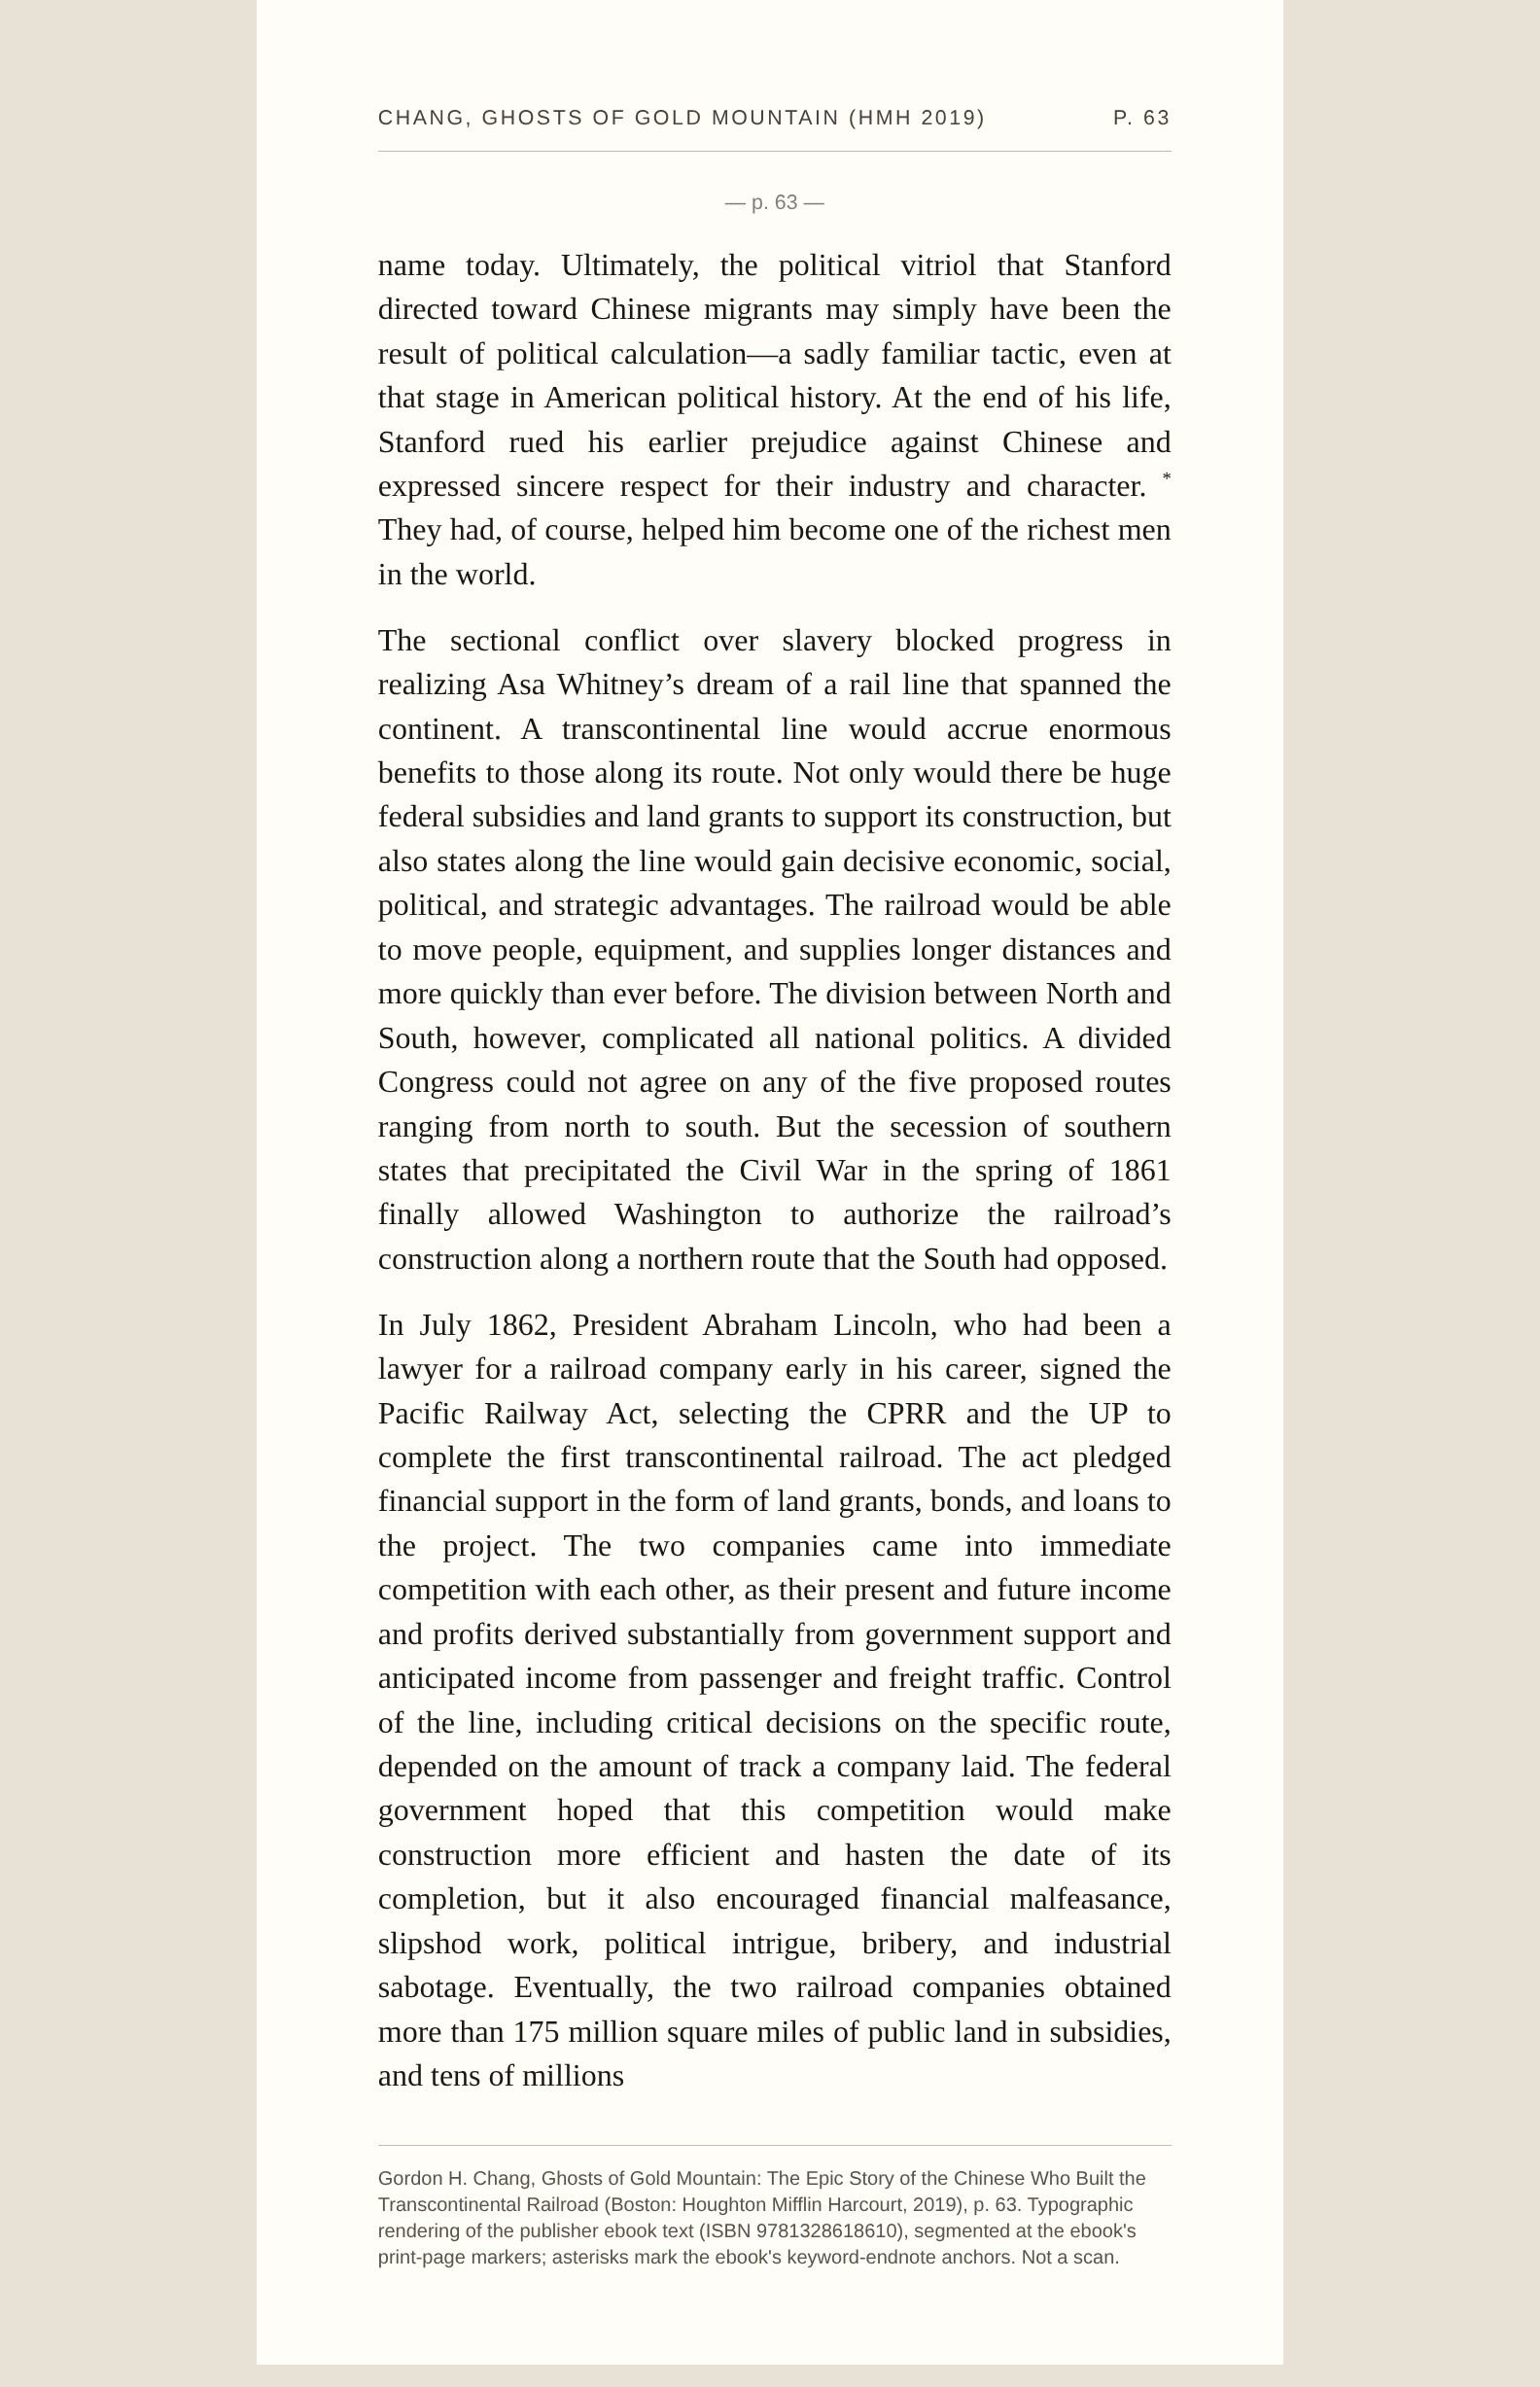 CHANG, GHOSTS OF GOLD MOUNTAIN (HMH 2019) P. 63
— p. 63 —
name today. Ultimately, the political vitriol that Stanford
directed toward Chinese migrants may simply have been the
result of political calculation—a sadly familiar tactic, even at
that stage in American political history. At the end of his life,
Stanford rued his earlier prejudice against Chinese and
expressed sincere respect for their industry and character. *
They had, of course, helped him become one of the richest men
in the world.
The sectional conflict over slavery blocked progress in
realizing Asa Whitney’s dream of a rail line that spanned the
continent. A transcontinental line would accrue enormous
benefits to those along its route. Not only would there be huge
federal subsidies and land grants to support its construction, but
also states along the line would gain decisive economic, social,
political, and strategic advantages. The railroad would be able
to move people, equipment, and supplies longer distances and
more quickly than ever before. The division between North and
South, however, complicated all national politics. A divided
Congress could not agree on any of the five proposed routes
ranging from north to south. But the secession of southern
states that precipitated the Civil War in the spring of 1861
finally allowed Washington to authorize the railroad’s
construction along a northern route that the South had opposed.
In July 1862, President Abraham Lincoln, who had been a
lawyer for a railroad company early in his career, signed the
Pacific Railway Act, selecting the CPRR and the UP to
complete the first transcontinental railroad. The act pledged
financial support in the form of land grants, bonds, and loans to
the project. The two companies came into immediate
competition with each other, as their present and future income
and profits derived substantially from government support and
anticipated income from passenger and freight traffic. Control
of the line, including critical decisions on the specific route,
depended on the amount of track a company laid. The federal
government hoped that this competition would make
construction more efficient and hasten the date of its
completion, but it also encouraged financial malfeasance,
slipshod work, political intrigue, bribery, and industrial
sabotage. Eventually, the two railroad companies obtained
more than 175 million square miles of public land in subsidies,
and tens of millions
Gordon H. Chang, Ghosts of Gold Mountain: The Epic Story of the Chinese Who Built the
Transcontinental Railroad (Boston: Houghton Mifflin Harcourt, 2019), p. 63. Typographic
rendering of the publisher ebook text (ISBN 9781328618610), segmented at the ebook's
print-page markers; asterisks mark the ebook's keyword-endnote anchors. Not a scan.